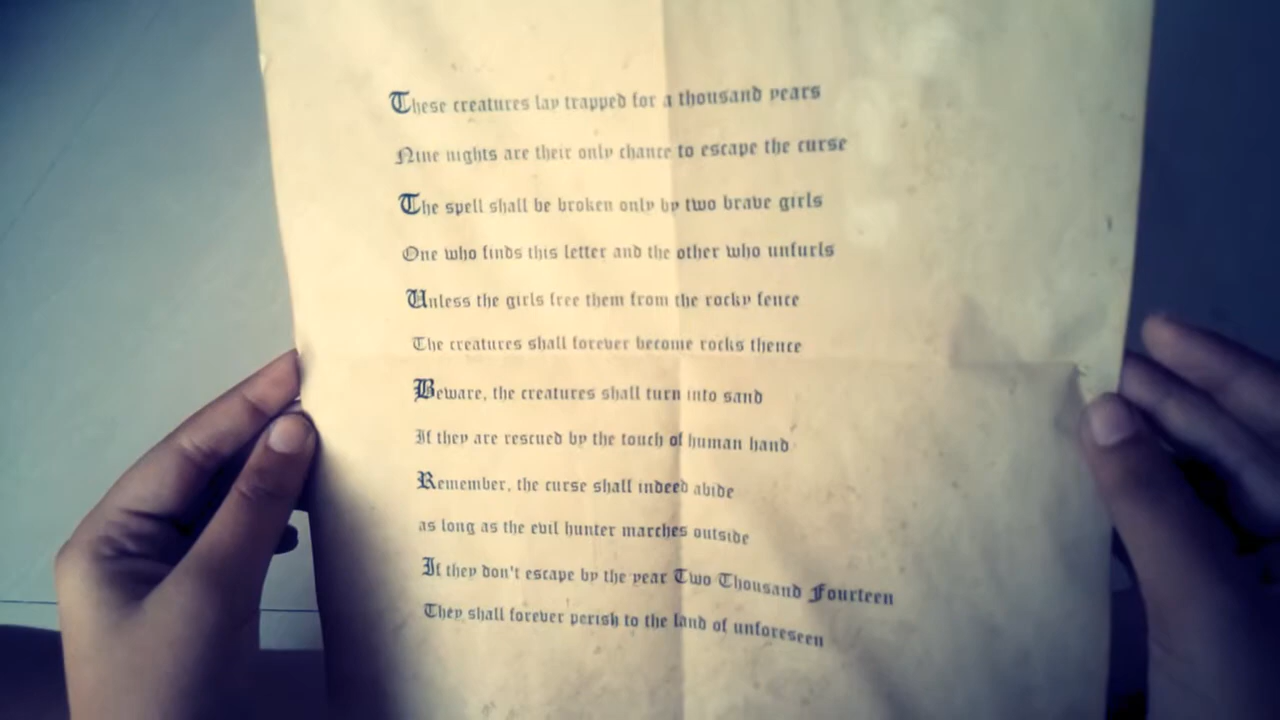 These creatures lay trapped for a thousand years
Nine nights are their only chance to escape the curse
The spell shall be broken only by two brave girls
One who finds this letter and the other who unfurls
Unless the girls free them from the rocky fence
The creatures shall forever become rocks thence
Beware, the creatures shall turn into sand
If they are rescued by the touch of human hand
Remember, the curse shall indeed abide
as long as the evil hunter marches outside
If they don't escape by the year Two Thousand Fourteen
They shall forever perish to the land of unforeseen